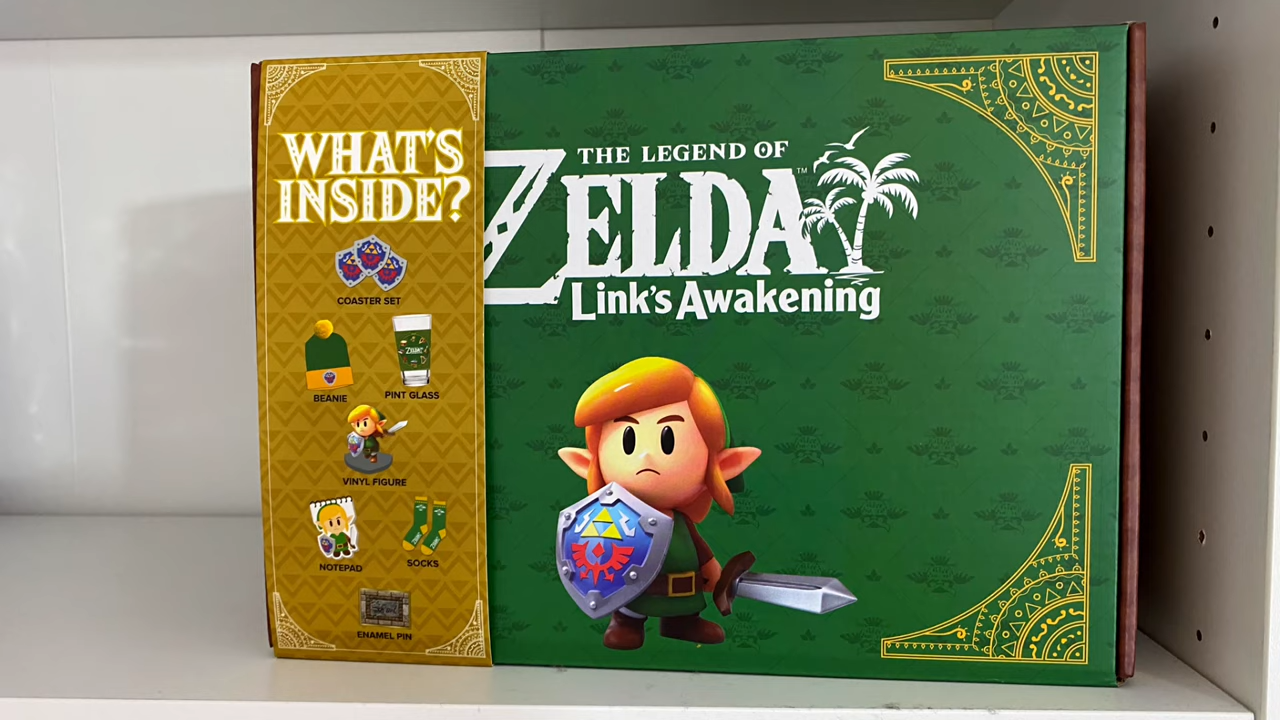 WHAT'S
INSIDE?
COASTER SET
BEANIE
PINT GLASS
VINYL FIGURE
NOTEPAD
SOCKS
ENAMEL PIN
THE LEGEND OF
ZELDA™
Link's Awakening
ZELDA